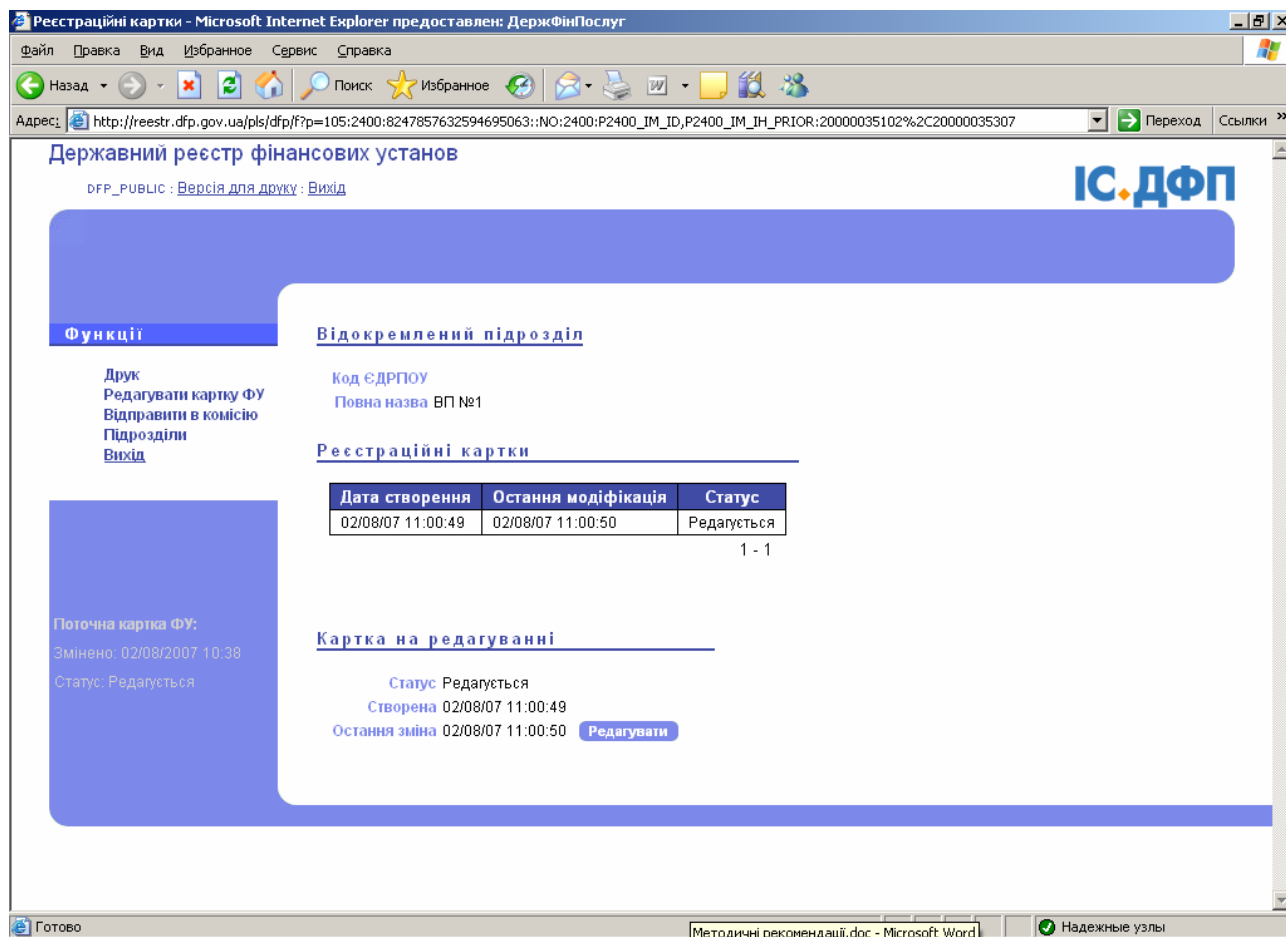 Реєстраційні картки - Microsoft Internet Explorer предоставлен: ДержФінПослуг
Файл Правка Вид Избранное Сервис Справка
Назад Поиск Избранное
Адрес: http://reestr.dfp.gov.ua/pls/dfp/f?p=105:2400:8247857632594695063::NO:2400:P2400_IM_ID,P2400_IM_IH_PRIOR:20000035102%2C20000035307 Переход Ссылки »
Державний реєстр фінансових установ
DFP_PUBLIC : Версія для друку : Вихід
ІС.ДФП
Функції
Друк
Редагувати картку ФУ
Відправити в комісію
Підрозділи
Вихід
Поточна картка ФУ:
Змінено: 02/08/2007 10:38
Статус: Редагується
Відокремлений підрозділ
Код ЄДРПОУ
Повна назва ВП №1
Реєстраційні картки
Дата створення Остання модіфікація Статус
02/08/07 11:00:49 02/08/07 11:00:50 Редагується
1 - 1
Картка на редагуванні
Статус Редагується
Створена 02/08/07 11:00:49
Остання зміна 02/08/07 11:00:50 Редагувати
Готово
Методичні рекомендації.doc - Microsoft Word
Надежные узлы